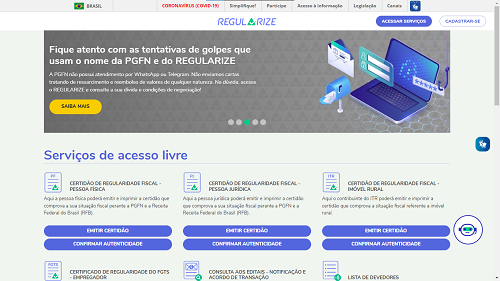 BRASIL
CORONAVÍRUS (COVID-19)
Simplifique!
Participe
Acesso à informação
Legislação
Canais
REGULARIZE
ACESSAR SERVIÇOS
CADASTRAR-SE
Fique atento com as tentativas de golpes que
usam o nome da PGFN e do REGULARIZE
A PGFN não possui atendimento por WhatsApp ou Telegram. Não enviamos cartas
tratando de ressarcimento e reembolso de valores de qualquer natureza. Na dúvida, acesse
o REGULARIZE e consulte a sua dívida e condições de negociação!
SAIBA MAIS
Serviços de acesso livre
PF
CERTIDÃO DE REGULARIDADE FISCAL -
PESSOA FÍSICA
Aqui a pessoa física poderá emitir e imprimir a certidão
que comprova a sua situação fiscal perante a PGFN e a
Receita Federal do Brasil (RFB).
EMITIR CERTIDÃO
CONFIRMAR AUTENTICIDADE
PJ
CERTIDÃO DE REGULARIDADE FISCAL -
PESSOA JURÍDICA
Aqui a pessoa jurídica poderá emitir e imprimir a certidão
que comprova a sua situação fiscal perante a PGFN e a
Receita Federal do Brasil (RFB).
EMITIR CERTIDÃO
CONFIRMAR AUTENTICIDADE
ITR
CERTIDÃO DE REGULARIDADE FISCAL -
IMÓVEL RURAL
Aqui o contribuinte do ITR poderá emitir e imprimir a
certidão que comprova a situação fiscal referente a imóvel
rural.
EMITIR CERTIDÃO
CONFIRMAR AUTENTICIDADE
FGTS
CERTIFICADO DE REGULARIDADE DO FGTS
- EMPREGADOR
CONSULTA AOS EDITAIS - NOTIFICAÇÃO E
ACORDO DE TRANSAÇÃO
LISTA DE DEVEDORES